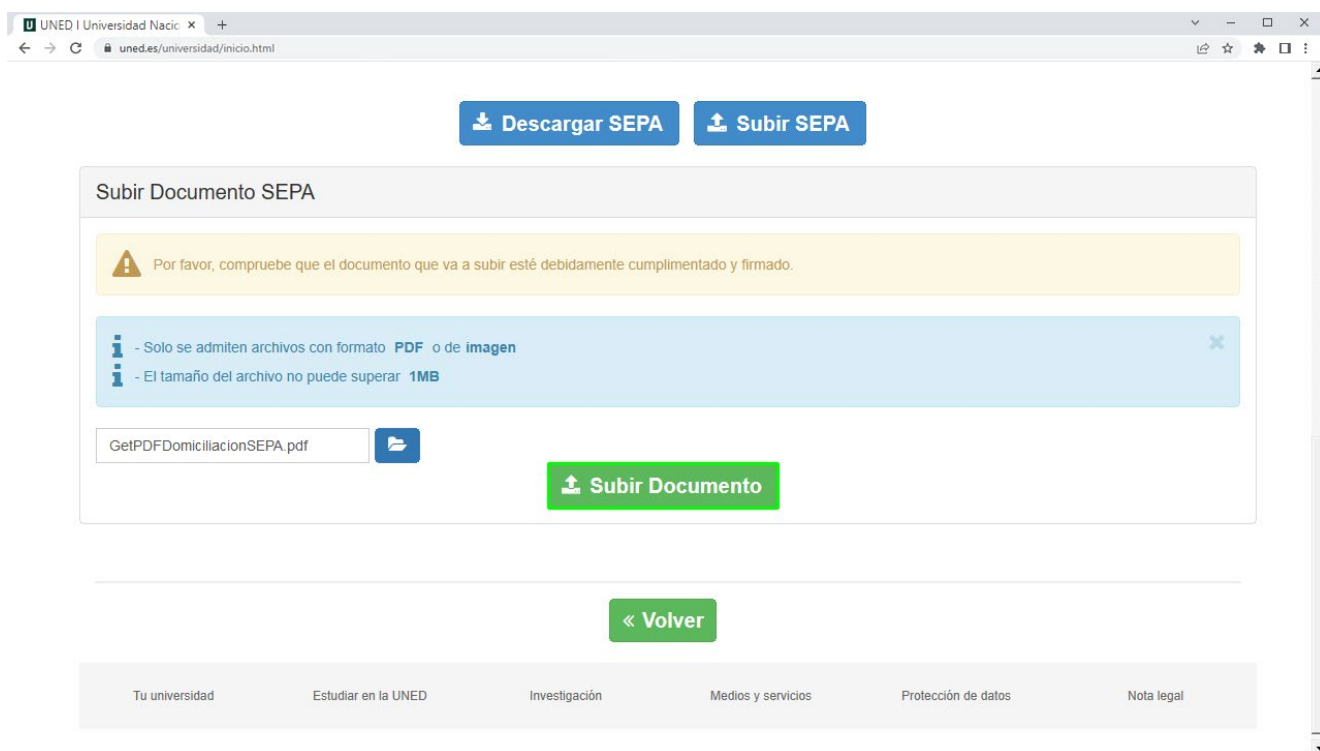 UNED I Universidad Nacio
uned.es/universidad/inicio.html
Descargar SEPA
Subir SEPA
Subir Documento SEPA
Por favor, compruebe que el documento que va a subir esté debidamente cumplimentado y firmado.
- Solo se admiten archivos con formato PDF o de imagen
- El tamaño del archivo no puede superar 1MB
GetPDFDomiciliacionSEPA.pdf
Subir Documento
« Volver
Tu universidad Estudiar en la UNED Investigación Medios y servicios Protección de datos Nota legal